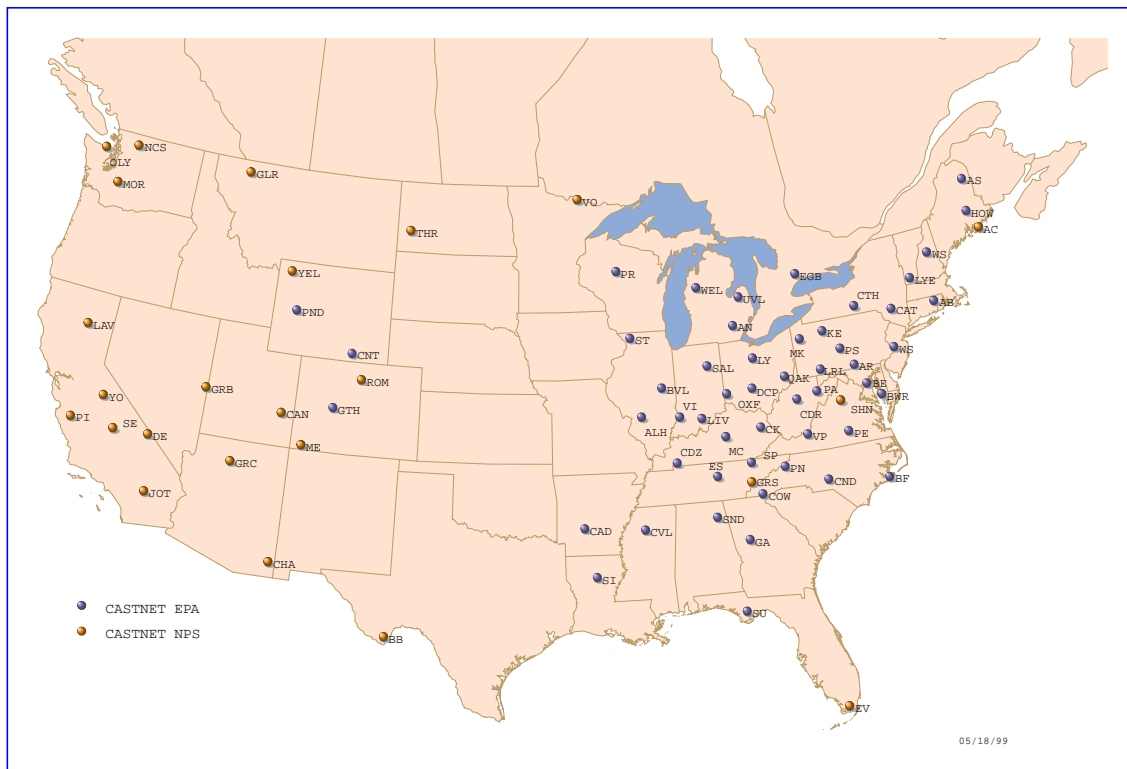 NCS
OLY
GLR
AS
MOR
VO
HOW
AC
THR
WS
YEL
PR
EGB
LYE
WEL
UVL
CTH
AB
PND
CAT
LAV
AN
KE
ST
MK
PS
WS
CNT
LY
AR
SAL
LRL
ROM
QAK
BE
GRB
BVL
DCP
PA
BWR
YO
OXF
VI
SHN
GTH
CAN
CDR
PI
SE
ALH
LIV
CK
DE
VP
PE
ME
MC
CDZ
SP
GRC
ES
PN
BF
GRS
CND
JOT
COW
SND
CAD
CVL
GA
CHA
SI
CASTNET EPA
SU
CASTNET NPS
BB
EV
05/18/99